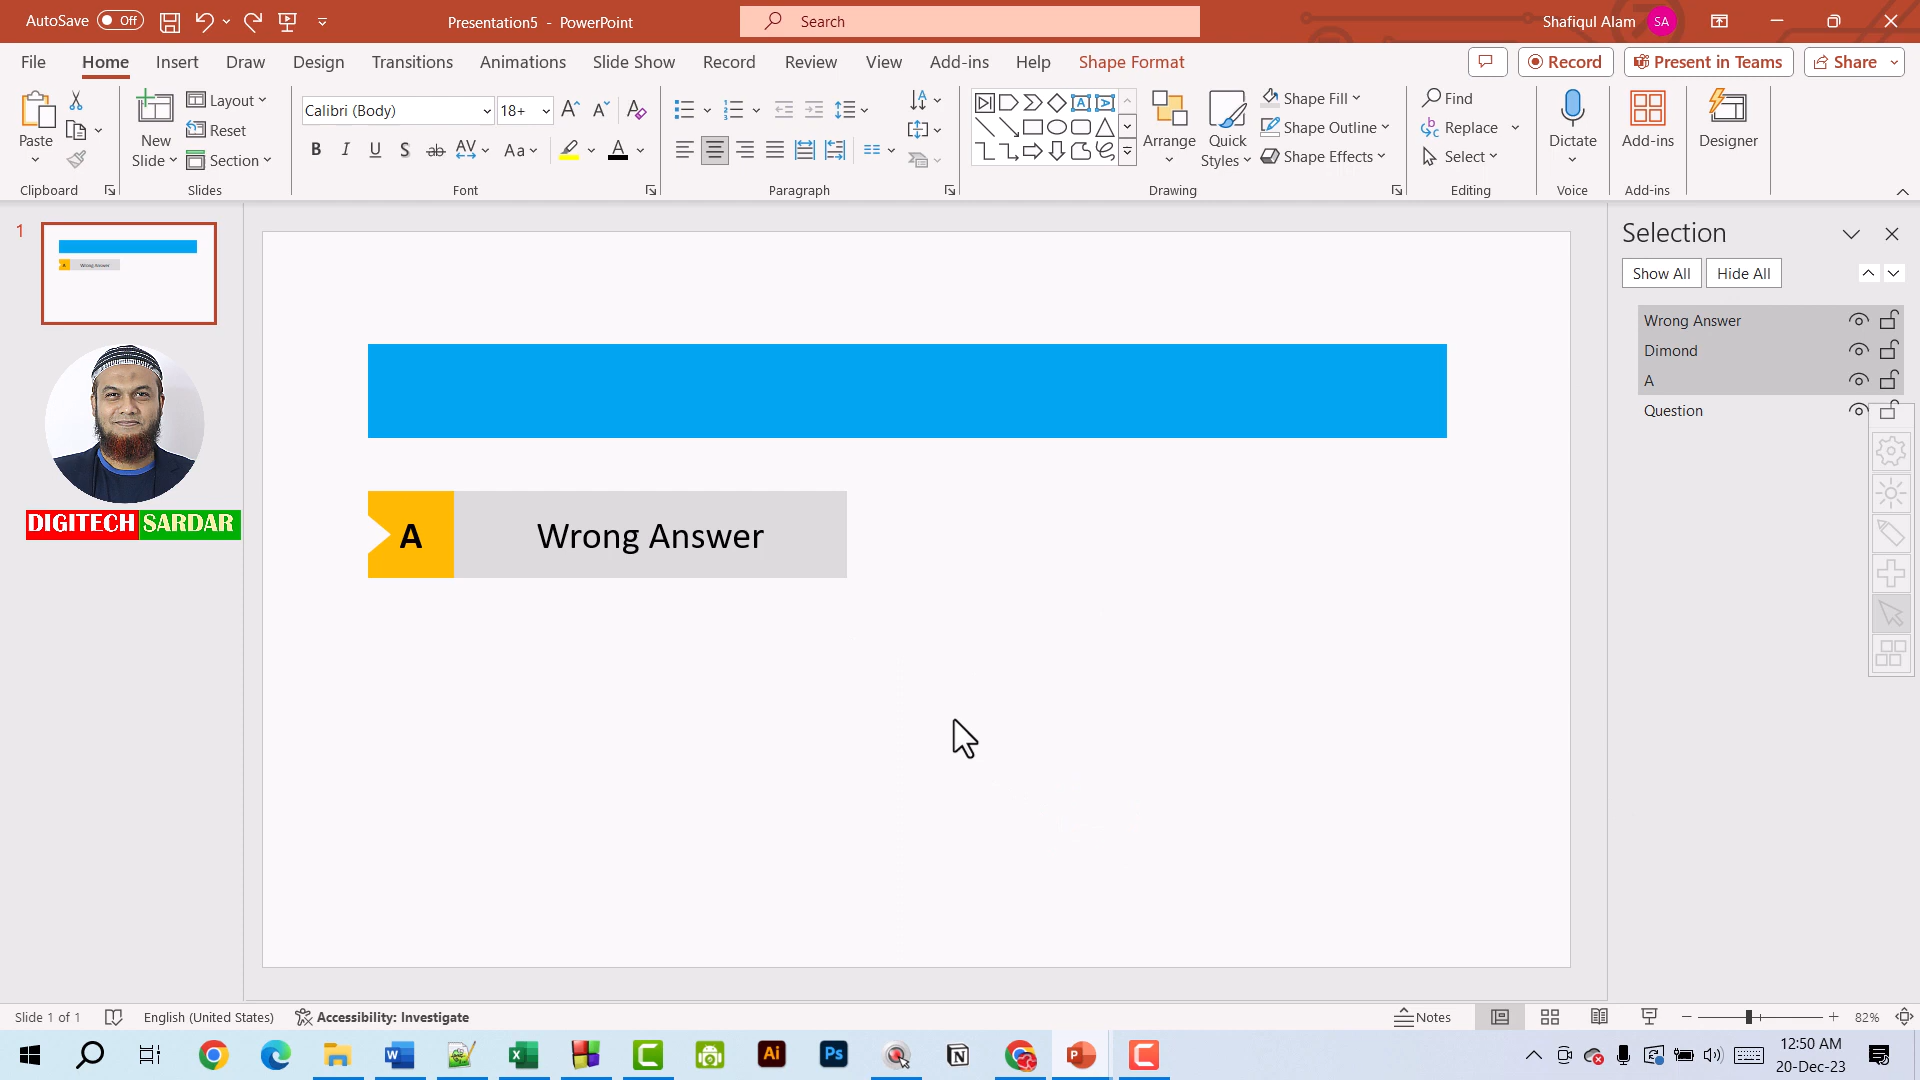 AutoSave Off Presentation5 - PowerPoint Search Shafiqul Alam SA
File Home Insert Draw Design Transitions Animations Slide Show Record Review View Add-ins Help Shape Format Record Present in Teams Share
Paste New Slide Layout Reset Section
Calibri (Body) 18+
B I U S ab AV Aa A
Arrange Quick Styles Shape Fill Shape Outline Shape Effects
Find Replace Select
Dictate Add-ins Designer
Clipboard Slides Font Paragraph Drawing Editing Voice Add-ins
1
DIGITECH SARDAR
A Wrong Answer
Selection
Show All Hide All
Wrong Answer
Dimond
A
Question
Slide 1 of 1 English (United States) Accessibility: Investigate Notes 82%
12:50 AM
20-Dec-23